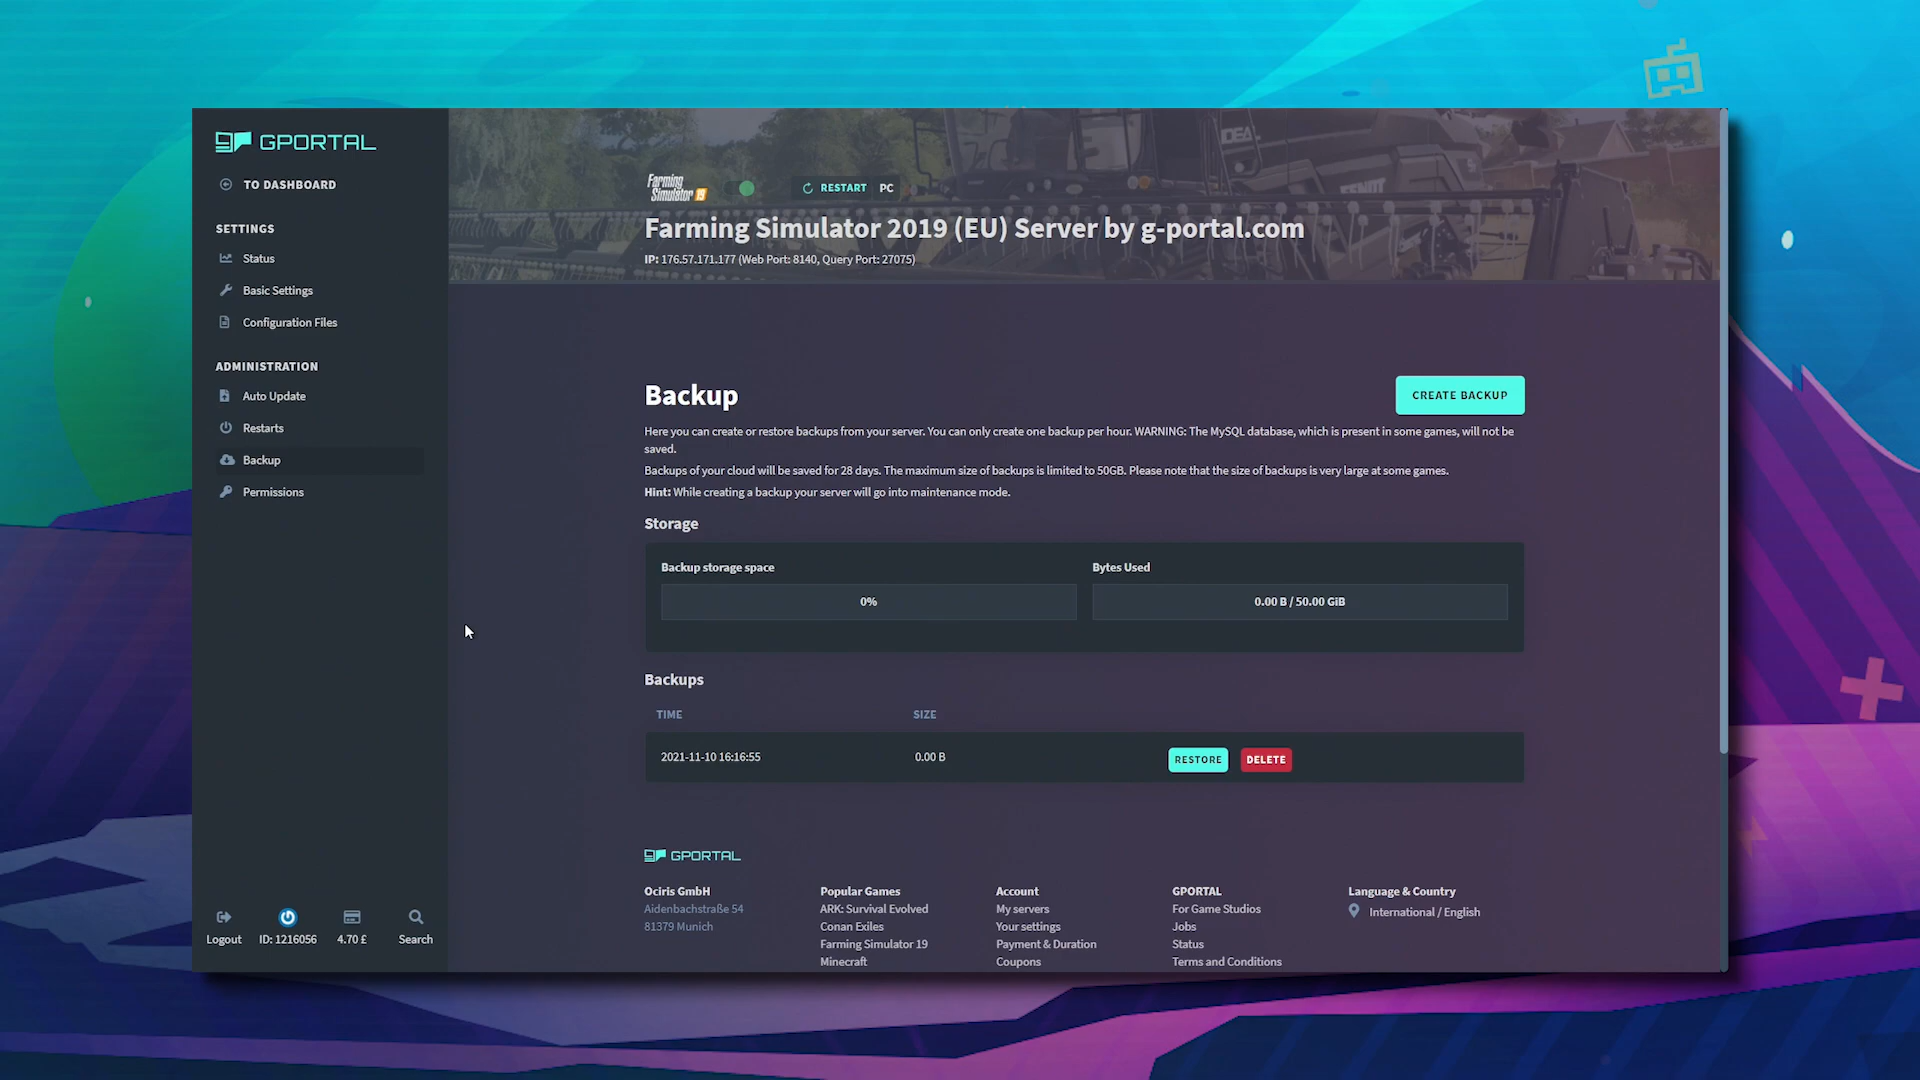 GPORTAL
TO DASHBOARD
SETTINGS
Status
Basic Settings
Configuration Files
ADMINISTRATION
Auto Update
Restarts
Backup
Permissions
Logout
ID: 1216056
4.70 £
Search
Farming Simulator 19
RESTART PC
Farming Simulator 2019 (EU) Server by g-portal.com
IP: 176.57.171.177 (Web Port: 8140, Query Port: 27075)
IDEAL
FENDT
Backup
CREATE BACKUP
Here you can create or restore backups from your server. You can only create one backup per hour. WARNING: The MySQL database, which is present in some games, will not be
saved.
Backups of your cloud will be saved for 28 days. The maximum size of backups is limited to 50GB. Please note that the size of backups is very large at some games.
Hint: While creating a backup your server will go into maintenance mode.
Storage
Backup storage space
Bytes Used
0%
0.00 B / 50.00 GiB
Backups
TIME
SIZE
2021-11-10 16:16:55
0.00 B
RESTORE
DELETE
GPORTAL
Ociris GmbH
Aidenbachstraße 54
81379 Munich
Popular Games
ARK: Survival Evolved
Conan Exiles
Farming Simulator 19
Minecraft
Account
My servers
Your settings
Payment & Duration
Coupons
GPORTAL
For Game Studios
Jobs
Status
Terms and Conditions
Language & Country
International / English